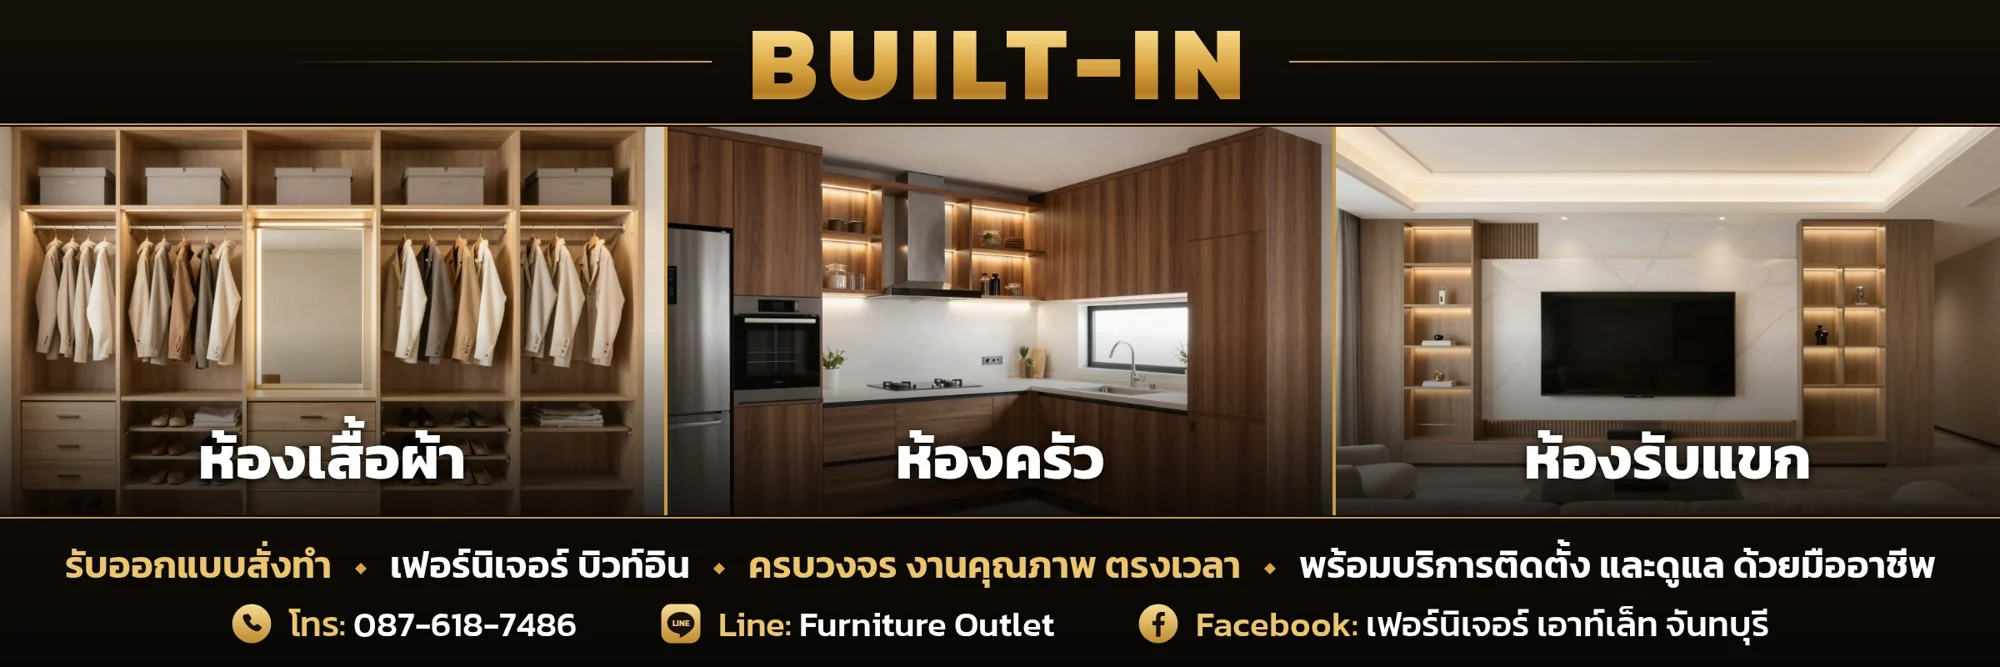 BUILT-IN
ห้องเสื้อผ้า
ห้องครัว
ห้องรับแขก
รับออกแบบสั่งทำ ◆ เฟอร์นิเจอร์ บิวท์อิน ◆ ครบวงจร งานคุณภาพ ตรงเวลา ◆ พร้อมบริการติดตั้ง และดูแล ด้วยมืออาชีพ
โทร: 087-618-7486 LINE Line: Furniture Outlet Facebook: เฟอร์นิเจอร์ เอาท์เล็ท จันทบุรี